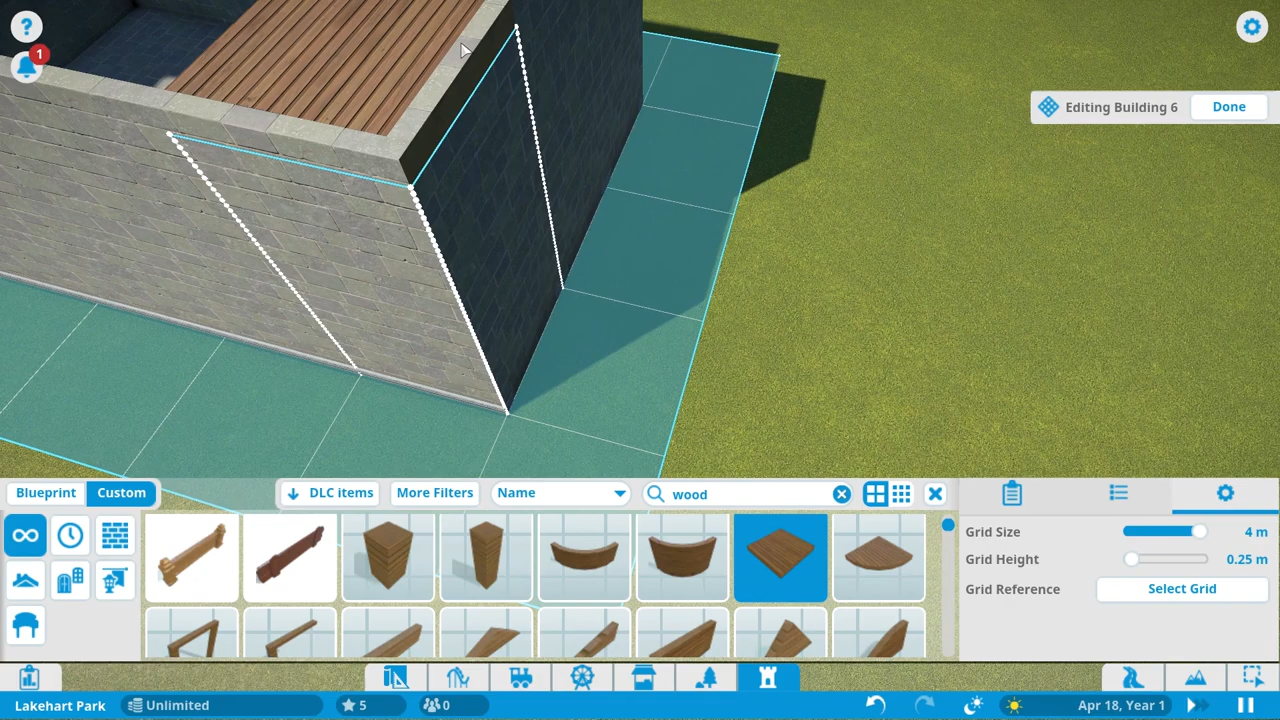 ?
1
Editing Building 6
Done
Blueprint
Custom
DLC items
More Filters
Name
wood
Grid Size
4 m
Grid Height
0.25 m
Grid Reference
Select Grid
Lakehart Park
Unlimited
5
0
Apr 18, Year 1